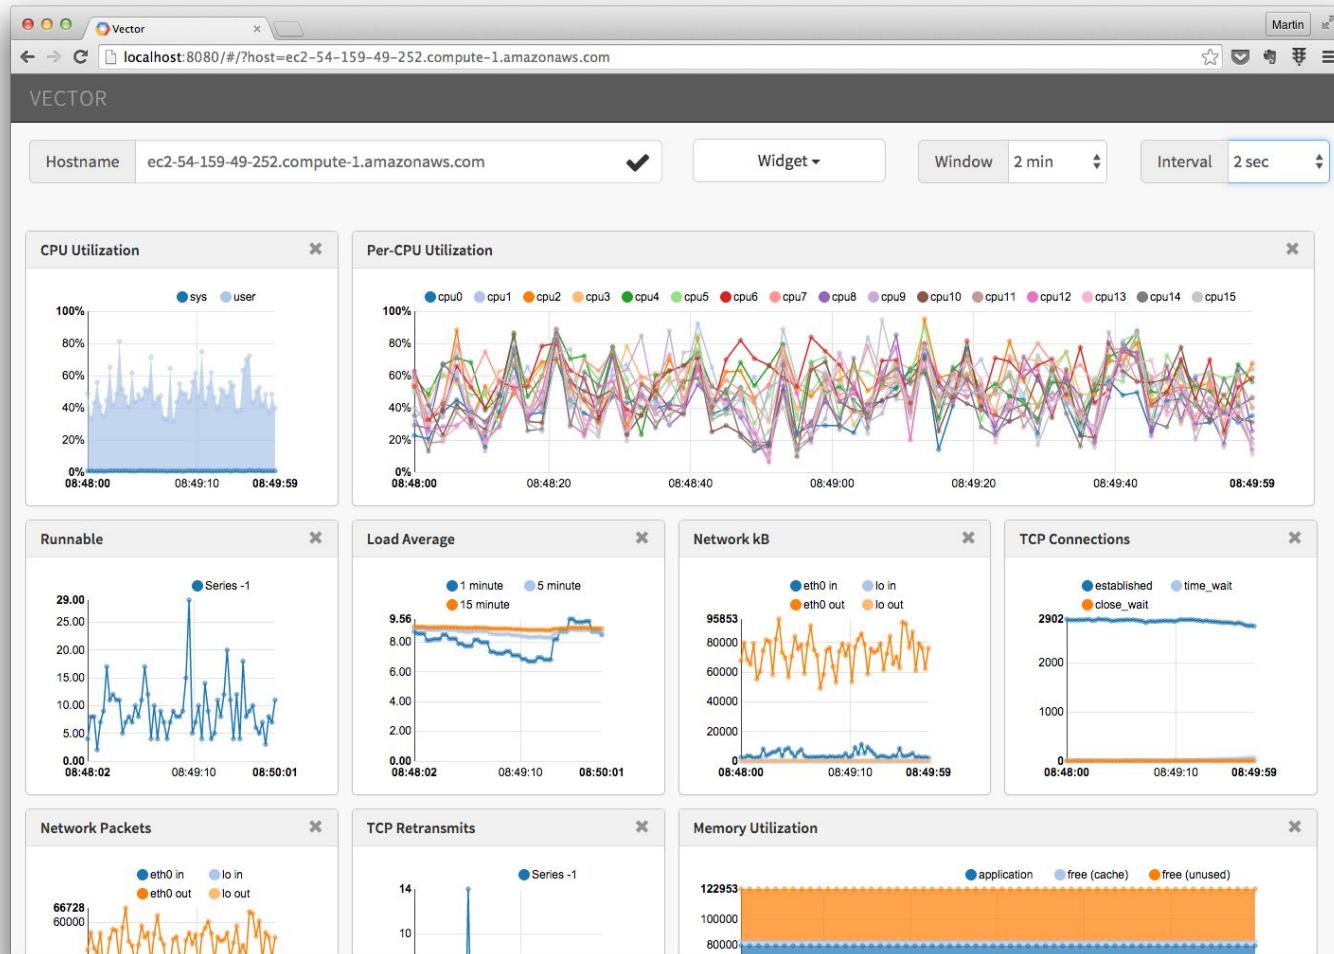 Vector
Martin
localhost:8080/#/?host=ec2-54-159-49-252.compute-1.amazonaws.com
VECTOR
Hostname ec2-54-159-49-252.compute-1.amazonaws.com Widget Window 2 min Interval 2 sec
CPU Utilization
sys user
100%
80%
60%
40%
20%
0%
08:48:00 08:49:10 08:49:59
Per-CPU Utilization
cpu0 cpu1 cpu2 cpu3 cpu4 cpu5 cpu6 cpu7 cpu8 cpu9 cpu10 cpu11 cpu12 cpu13 cpu14 cpu15
100%
80%
60%
40%
20%
0%
08:48:00 08:48:20 08:48:40 08:49:00 08:49:20 08:49:40 08:49:59
Runnable
Series -1
29.00
25.00
20.00
15.00
10.00
5.00
0.00
08:48:02 08:49:10 08:50:01
Load Average
1 minute 5 minute
15 minute
9.56
8.00
6.00
4.00
2.00
0.00
08:48:02 08:49:10 08:50:01
Network kB
eth0 in lo in
eth0 out lo out
95853
80000
60000
40000
20000
0
08:48:00 08:49:10 08:49:59
TCP Connections
established time_wait
close_wait
2902
2000
1000
0
08:48:00 08:49:10 08:49:59
Network Packets
eth0 in lo in
eth0 out lo out
66728
60000
TCP Retransmits
Series -1
14
10
Memory Utilization
application free (cache) free (unused)
122953
100000
80000